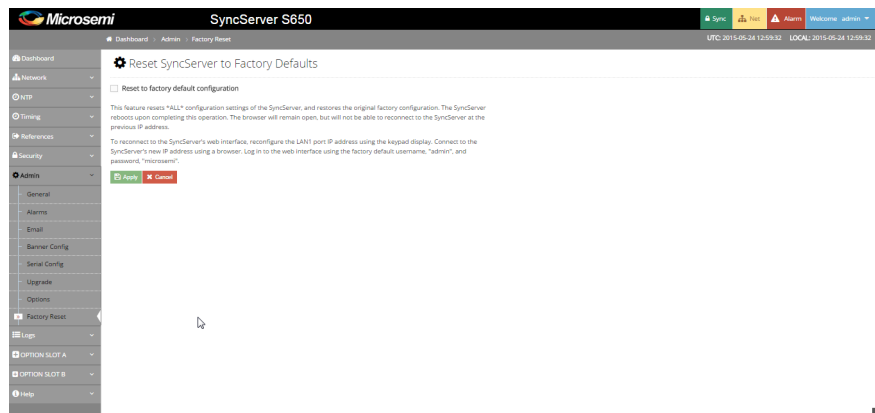 Microsemi
SyncServer S650
Sync
Net
Alarm
Welcome admin
Dashboard > Admin > Factory Reset
UTC: 2015-05-24 12:59:32 LOCAL: 2015-05-24 12:59:32
Dashboard
Network
NTP
Timing
References
Security
Admin
General
Alarms
Email
Banner Config
Serial Config
Upgrade
Options
Factory Reset
Logs
OPTION SLOT A
OPTION SLOT B
Help
Reset SyncServer to Factory Defaults
Reset to factory default configuration
This feature resets *ALL* configuration settings of the SyncServer, and restores the original factory configuration. The SyncServer
reboots upon completing this operation. The browser will remain open, but will not be able to reconnect to the SyncServer at the
previous IP address.
To reconnect to the SyncServer's web interface, reconfigure the LAN1 port IP address using the keypad display. Connect to the
SyncServer's new IP address using a browser. Log in to the web interface using the factory default username, "admin", and
password, "microsemi".
Apply
Cancel